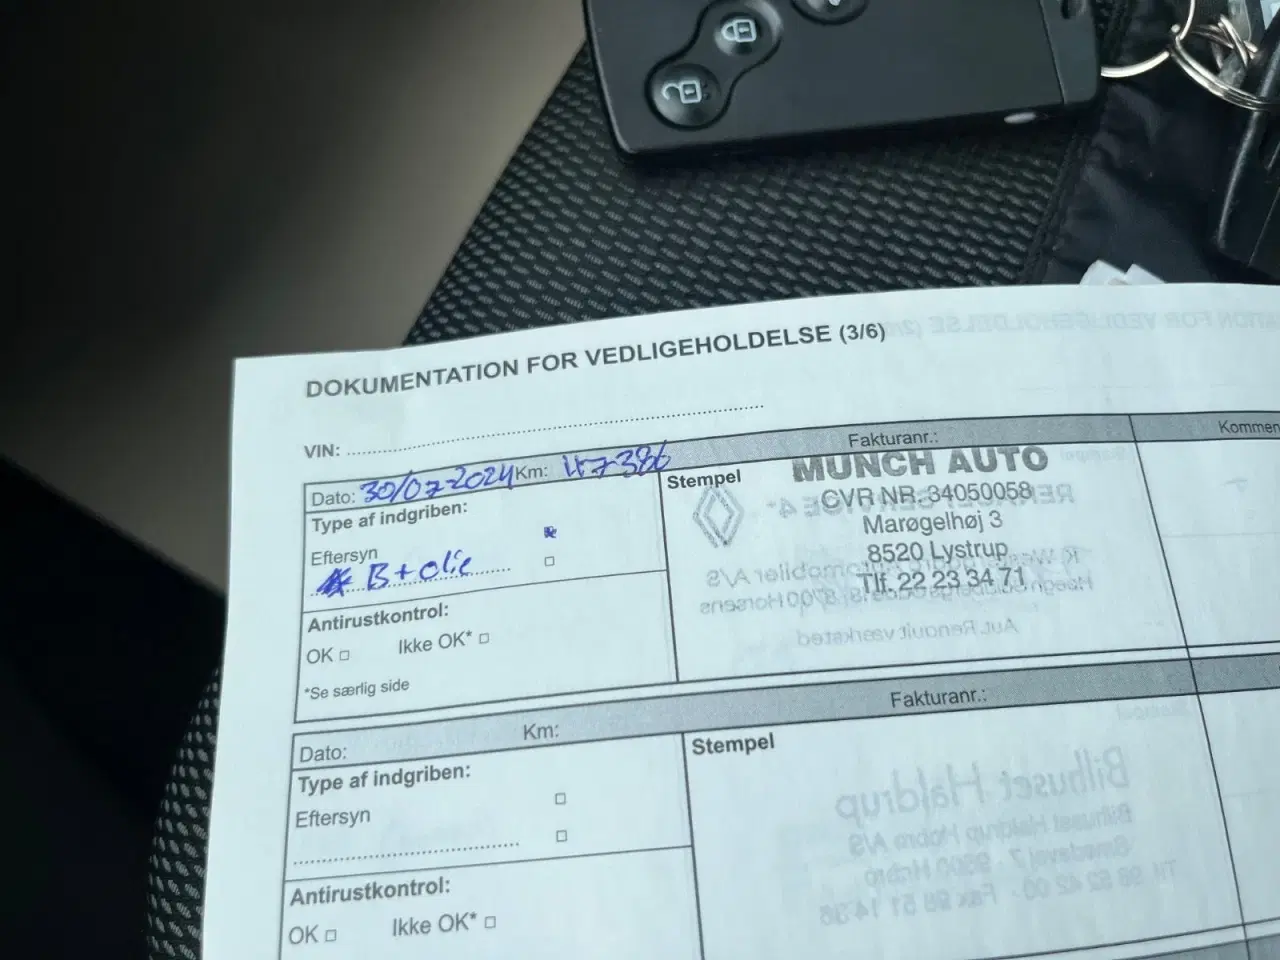 DOKUMENTATION FOR VEDLIGEHOLDELSE (3/6)
VIN:
Dato: 30/07-2024 Km: 147386 Fakturanr.: Kommen
Type af indgriben:
Eftersyn
B+olie
Stempel
MUNCH AUTO
CVR NR. 34050058
Marøgelhøj 3
8520 Lystrup
Tlf. 22 23 34 71
Antirustkontrol:
OK □ Ikke OK* □
*Se særlig side
Dato: Km: Fakturanr.:
Type af indgriben:
Eftersyn
Stempel
Antirustkontrol:
OK □ Ikke OK* □